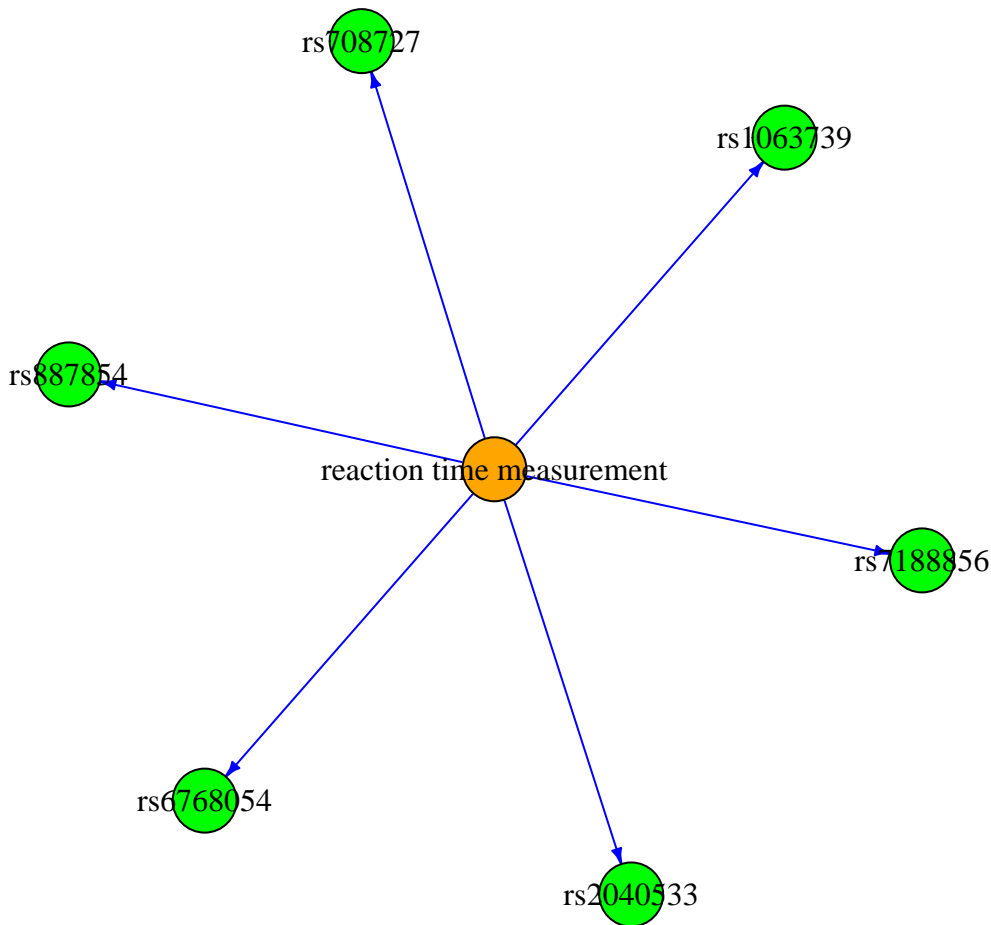 rs708727
rs1063739
rs887854
reaction time measurement
rs7188856
rs6768054
rs2040533